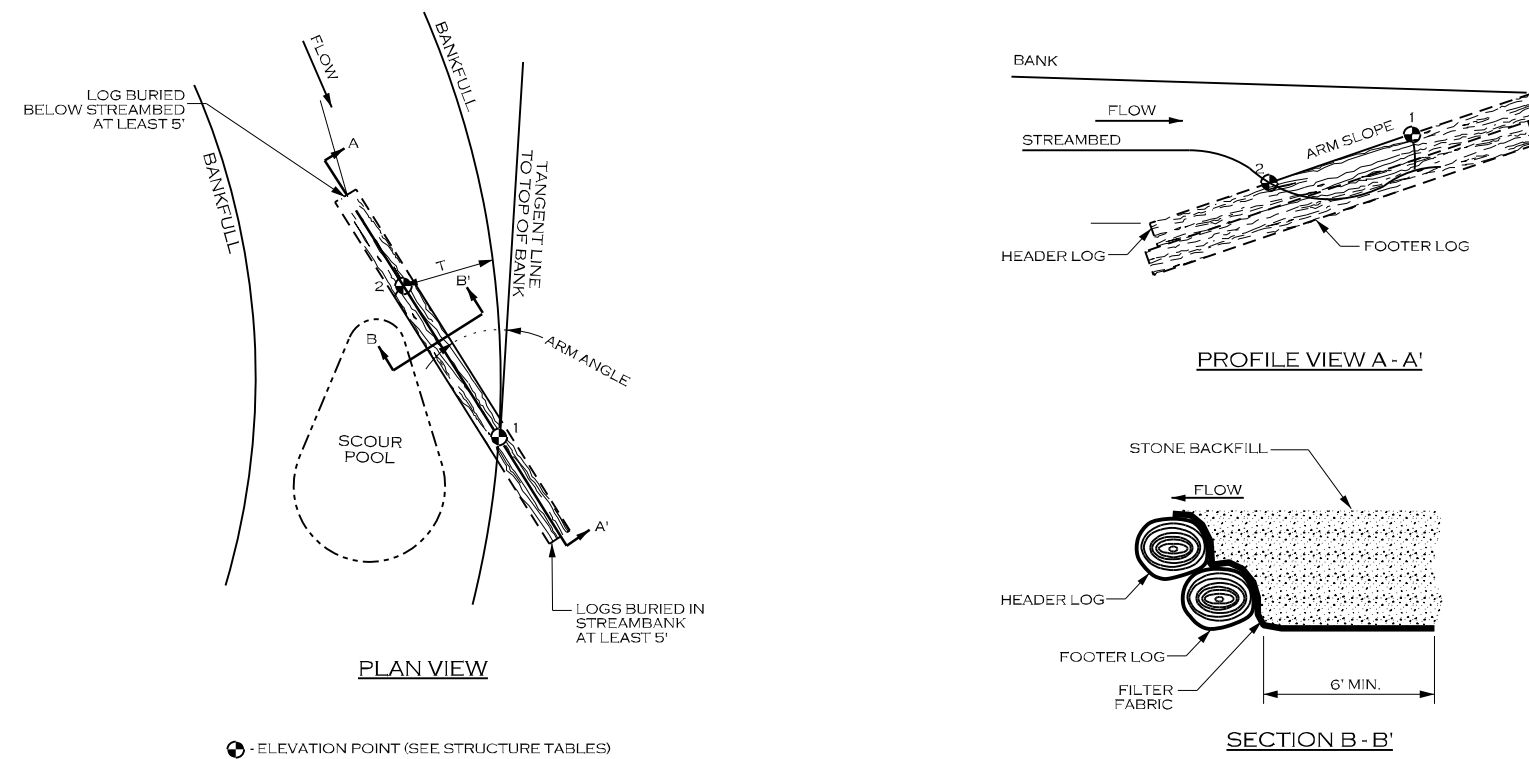 FLOW
BANKFULL
LOG BURIED
BELOW STREAMBED
AT LEAST 5'
A
BANKFULL
TANGENT LINE
TO TOP OF BANK
T
2
B'
B
ARM ANGLE
SCOUR
POOL
1
A'
LOGS BURIED IN
STREAMBANK
AT LEAST 5'
PLAN VIEW
- ELEVATION POINT (SEE STRUCTURE TABLES)
BANK
FLOW
1
STREAMBED
ARM SLOPE
2
HEADER LOG
FOOTER LOG
PROFILE VIEW A - A'
STONE BACKFILL
FLOW
HEADER LOG
FOOTER LOG
FILTER
FABRIC
6' MIN.
SECTION B - B'